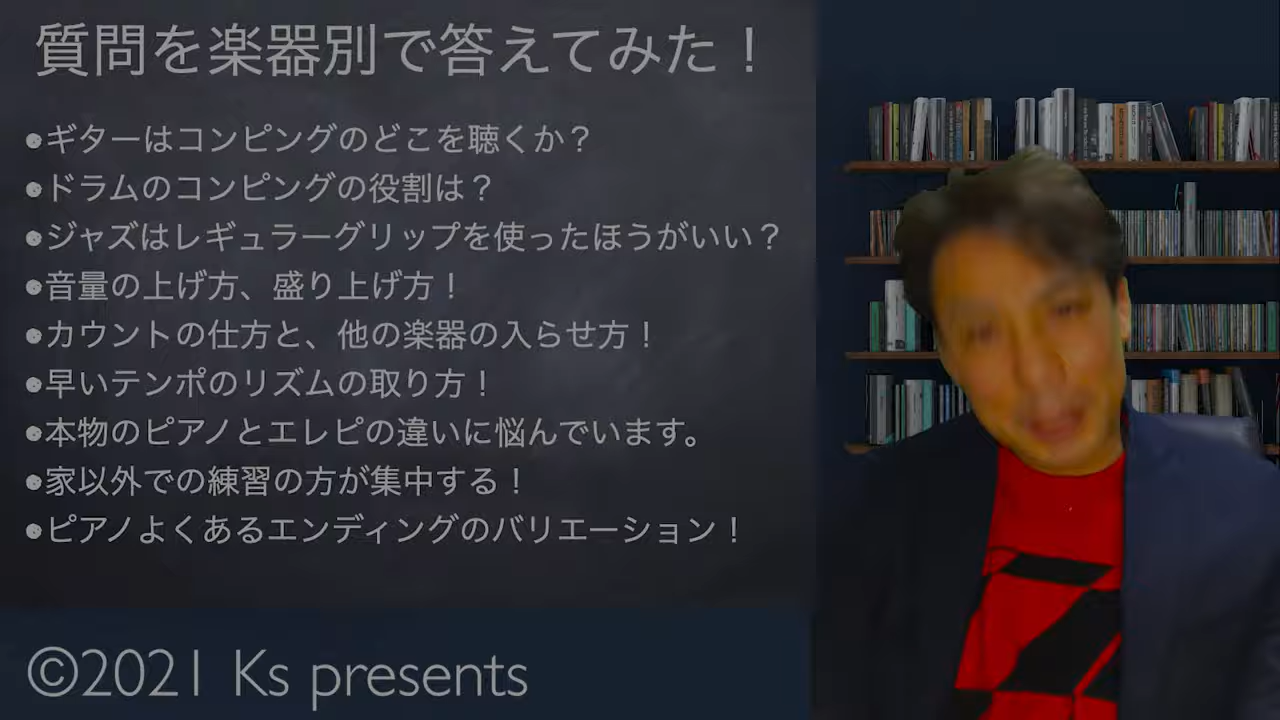 質問を楽器別で答えてみた！
●ギターはコンピングのどこを聴くか？
●ドラムのコンピングの役割は？
●ジャズはレギュラーグリップを使ったほうがいい？
●音量の上げ方、盛り上げ方！
●カウントの仕方と、他の楽器の入らせ方！
●早いテンポのリズムの取り方！
●本物のピアノとエレピの違いに悩んでいます。
●家以外での練習の方が集中する！
●ピアノよくあるエンディングのバリエーション！
©2021 Ks presents